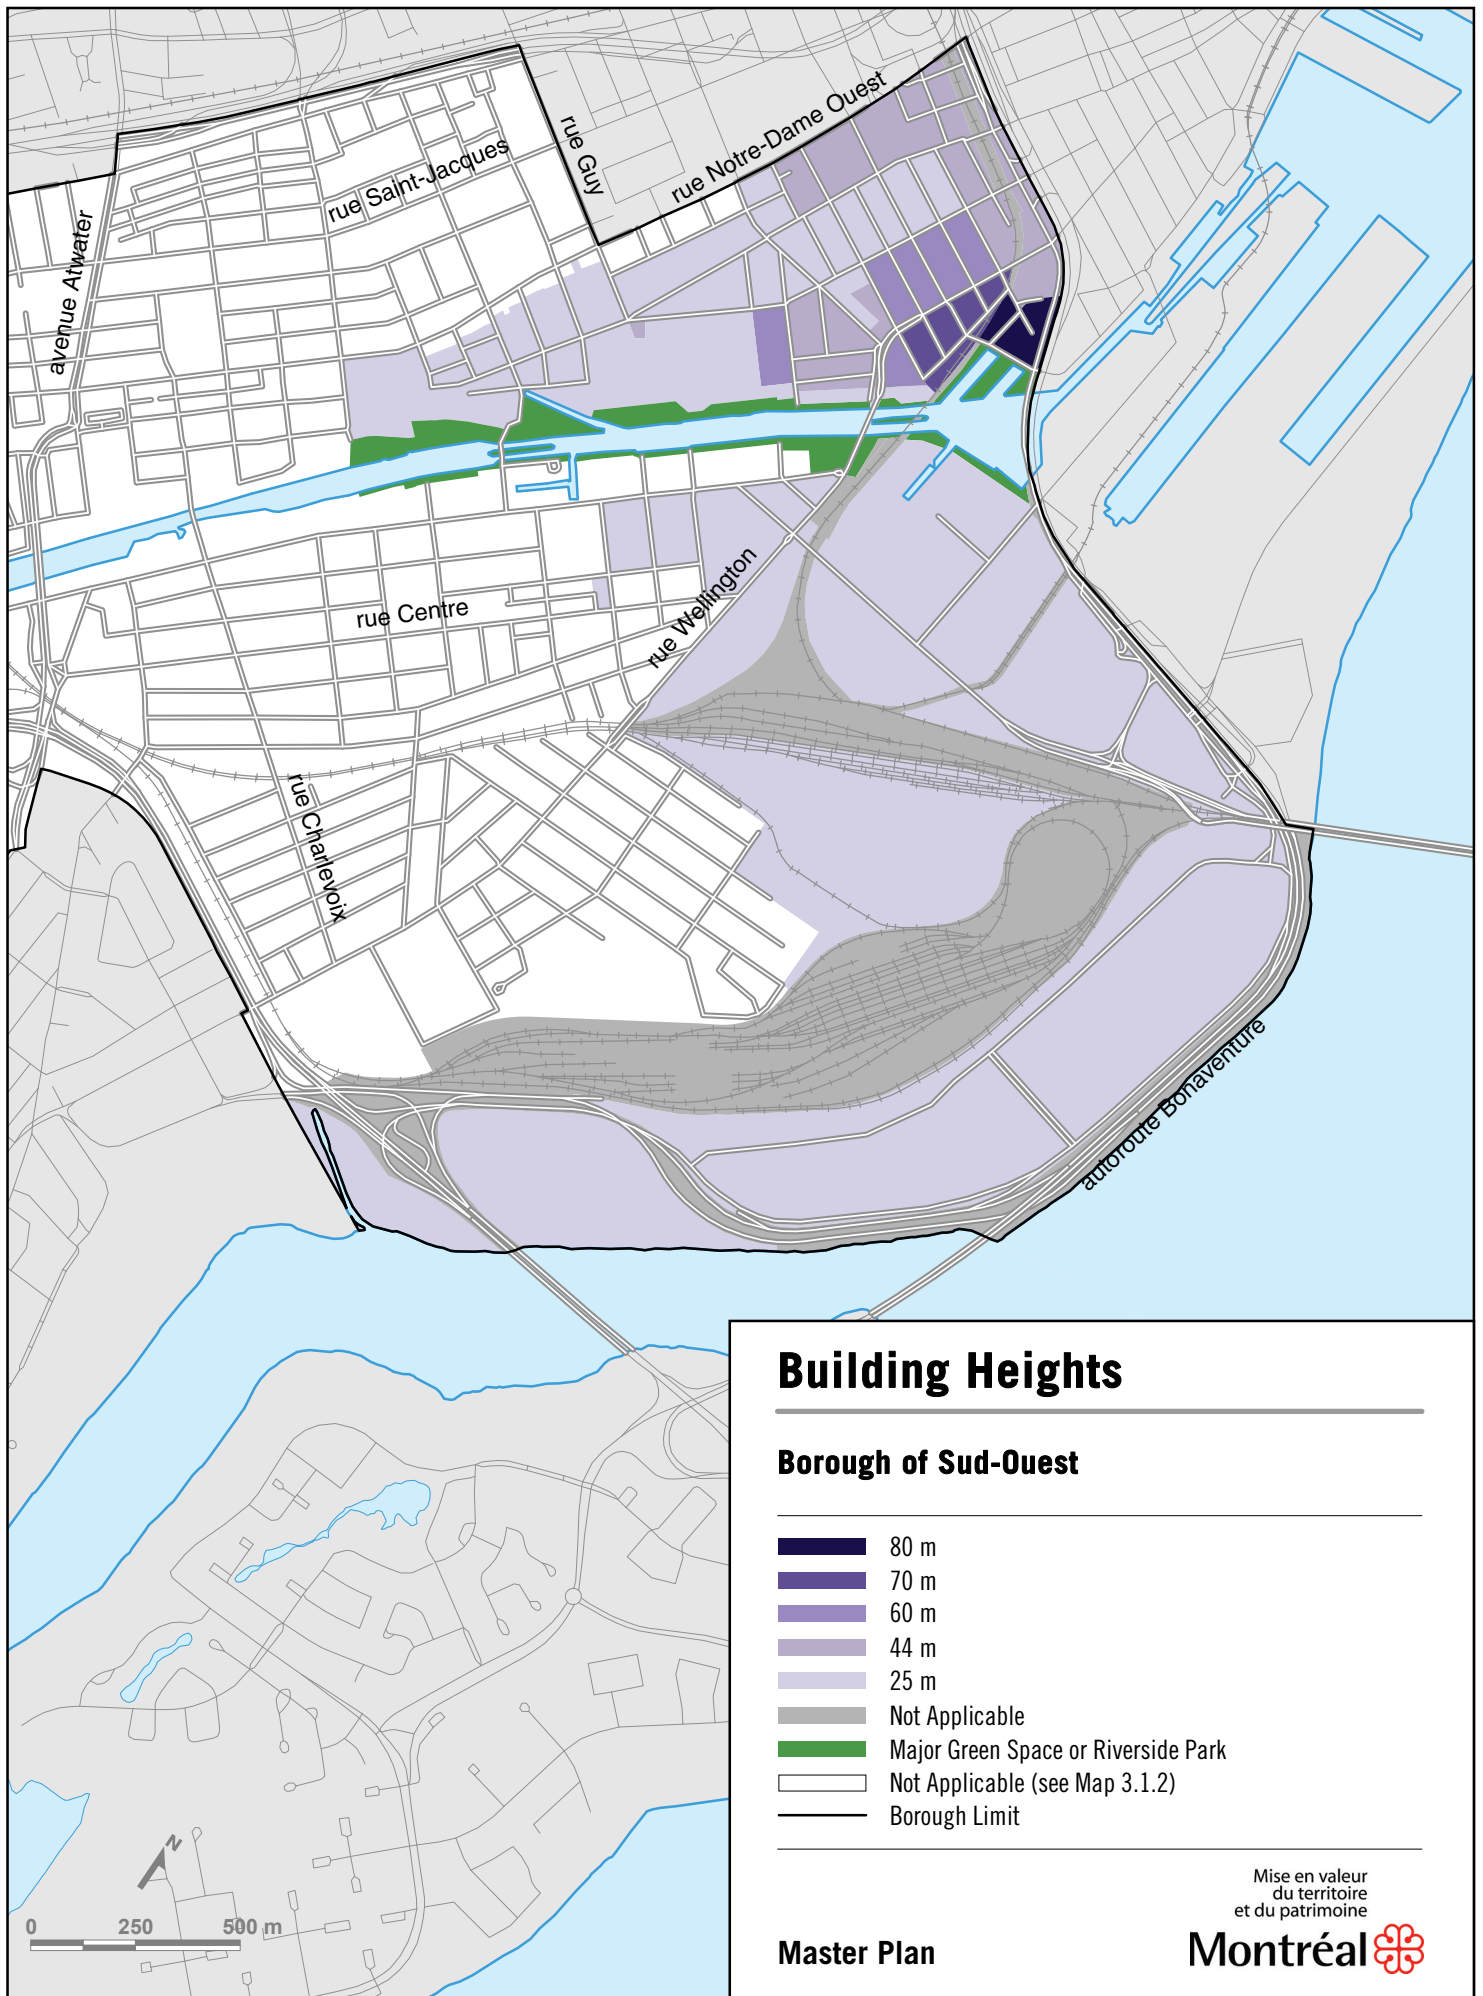 rue Notre-Dame Ouest
rue Guy
rue Saint-Jacques
avenue Atwater
rue Centre
rue Wellington
rue Charlevoix
autoroute Bonaventure
Building Heights
Borough of Sud-Ouest
80 m
70 m
60 m
44 m
25 m
Not Applicable
Major Green Space or Riverside Park
Not Applicable (see Map 3.1.2)
Borough Limit
N
0 250 500 m
Mise en valeur
du territoire
et du patrimoine
Master Plan
Montréal